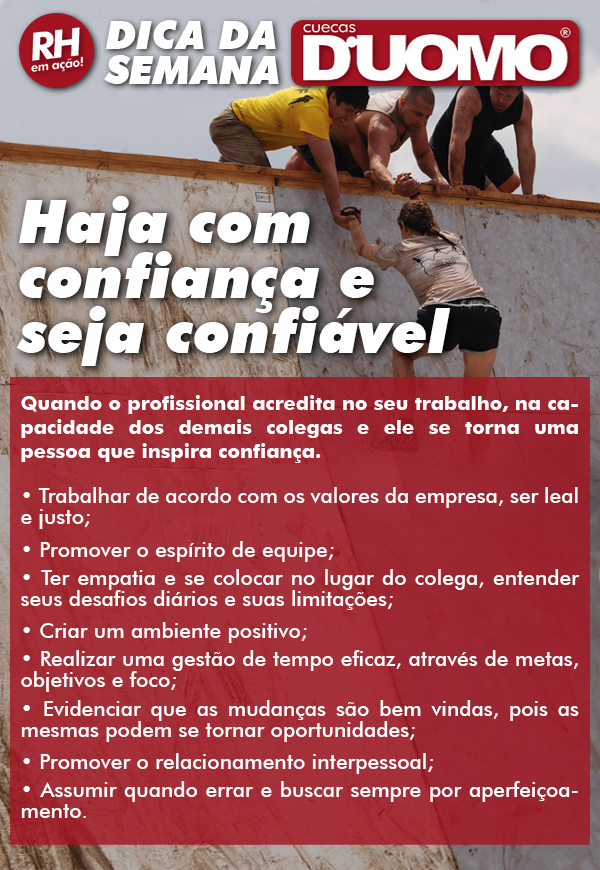 RH
em ação!
DICA DA
SEMANA
CUECAS
D'UOMO®
Haja com
confiança e
seja confiável
Quando o profissional acredita no seu trabalho, na ca-
pacidade dos demais colegas e ele se torna uma
pessoa que inspira confiança.
• Trabalhar de acordo com os valores da empresa, ser leal
e justo;
• Promover o espírito de equipe;
• Ter empatia e se colocar no lugar do colega, entender
seus desafios diários e suas limitações;
• Criar um ambiente positivo;
• Realizar uma gestão de tempo eficaz, através de metas,
objetivos e foco;
• Evidenciar que as mudanças são bem vindas, pois as
mesmas podem se tornar oportunidades;
• Promover o relacionamento interpessoal;
• Assumir quando errar e buscar sempre por aperfeiçoa-
mento.